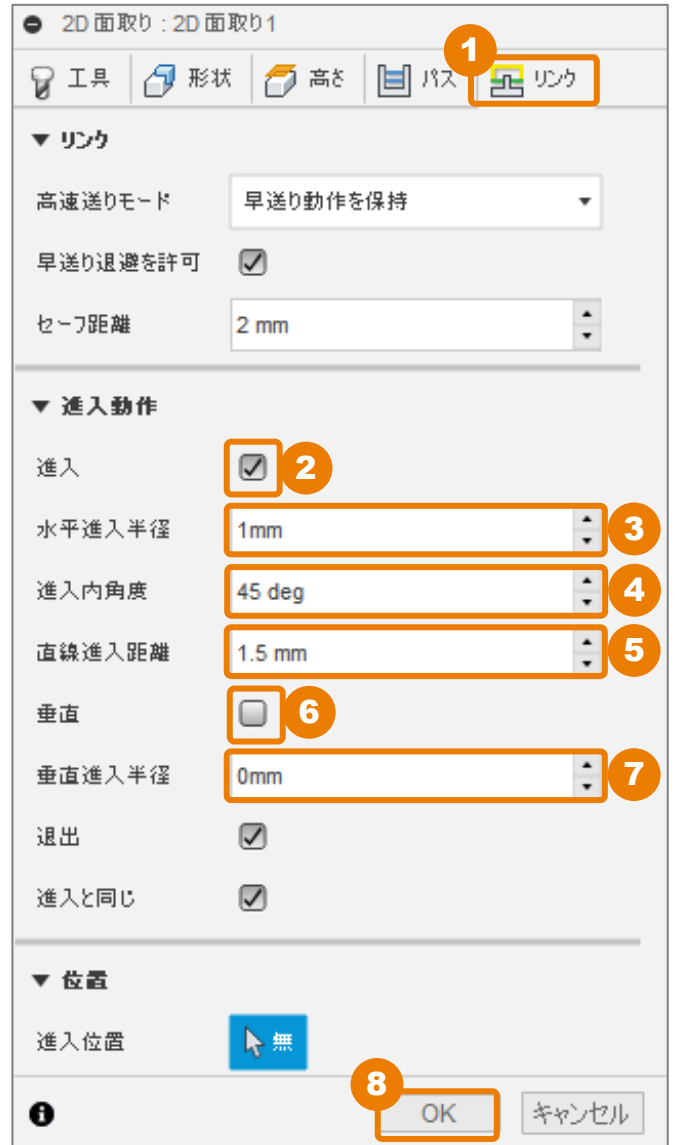 2D 面取り : 2D 面取り1
1
工具 形状 高さ パス リンク
▼ リンク
高速送りモード 早送り動作を保持
早送り退避を許可
セーフ距離 2 mm
▼ 進入動作
進入 2
水平進入半径 1mm 3
進入内角度 45 deg 4
直線進入距離 1.5 mm 5
垂直 6
垂直進入半径 0mm 7
退出
進入と同じ
▼ 位置
進入位置 無
8
OK キャンセル